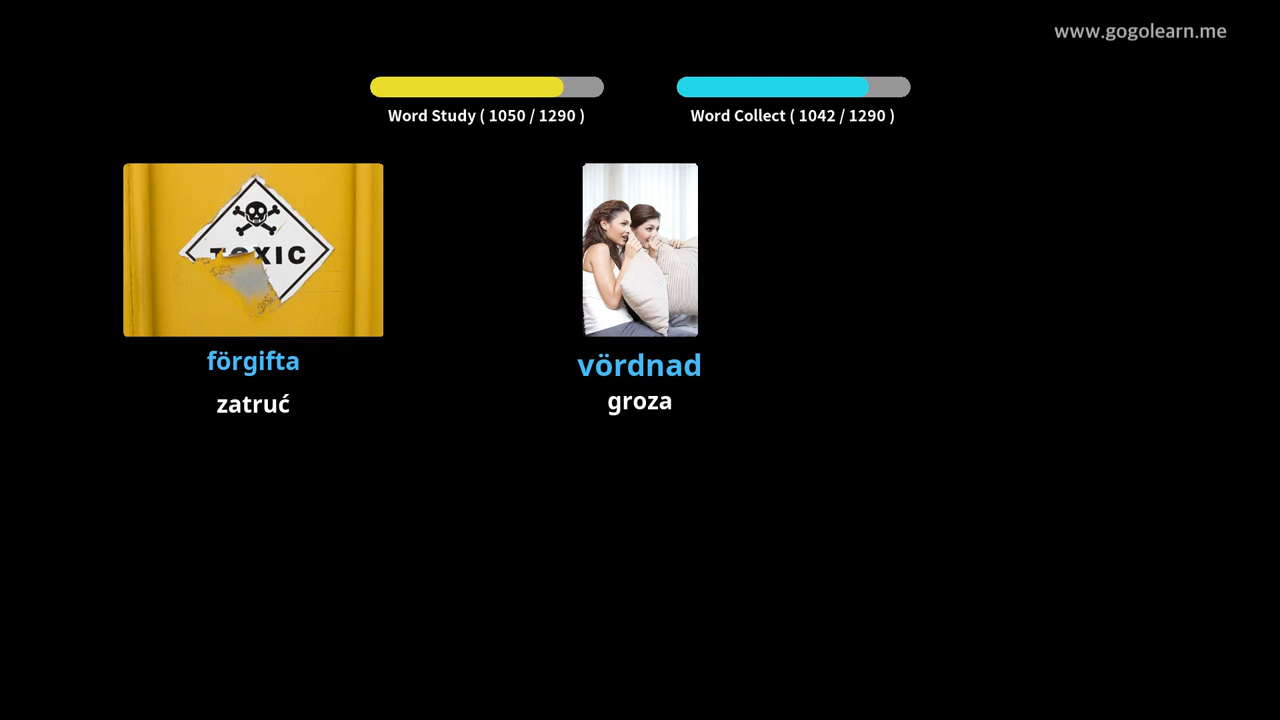 www.gogolearn.me
Word Study ( 1050 / 1290 )
Word Collect ( 1042 / 1290 )
TOXIC
förgifta
zatruć
vördnad
groza